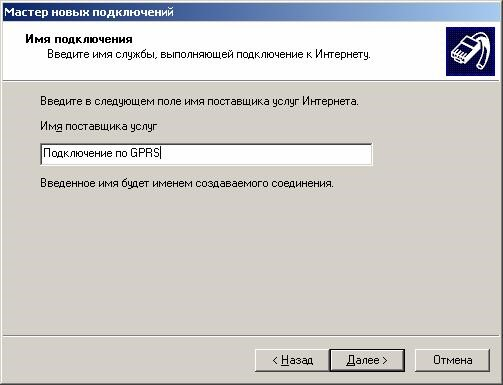 Мастер новых подключений
Имя подключения
Введите имя службы, выполняющей подключение к Интернету.
Введите в следующем поле имя поставщика услуг Интернета.
Имя поставщика услуг
Подключение по GPRS
Введенное имя будет именем создаваемого соединения.
< Назад Далее > Отмена